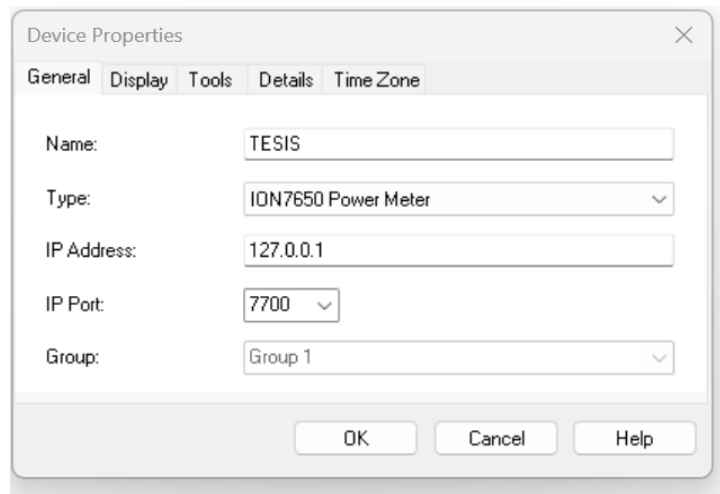 Device Properties
General Display Tools Details Time Zone
Name: TESIS
Type: ION7650 Power Meter
IP Address: 127.0.0.1
IP Port: 7700
Group: Group 1
OK Cancel Help